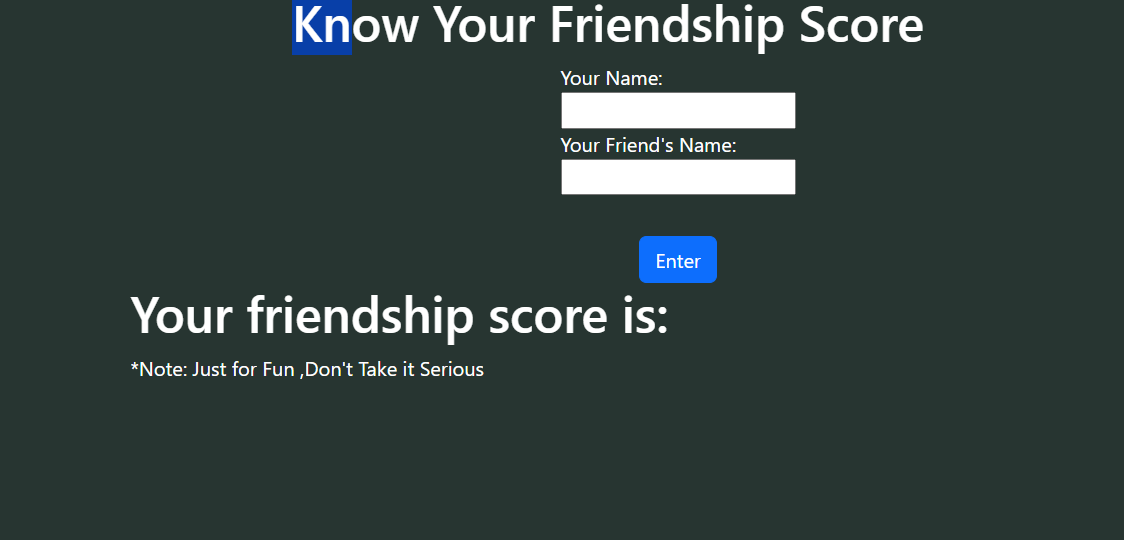 Know Your Friendship Score
Your Name:
Your Friend's Name:
Enter
Your friendship score is:
*Note: Just for Fun ,Don't Take it Serious